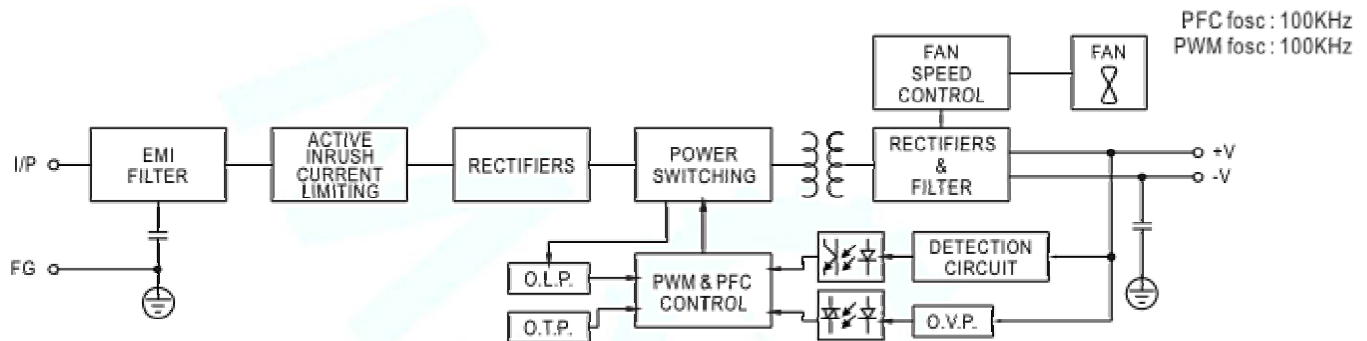 PFC fosc : 100KHz
PWM fosc : 100KHz
FAN
SPEED
CONTROL
FAN
I/P
EMI
FILTER
ACTIVE
INRUSH
CURRENT
LIMITING
RECTIFIERS
POWER
SWITCHING
RECTIFIERS
&
FILTER
+V
-V
FG
O.L.P.
PWM & PFC
CONTROL
DETECTION
CIRCUIT
O.T.P.
O.V.P.